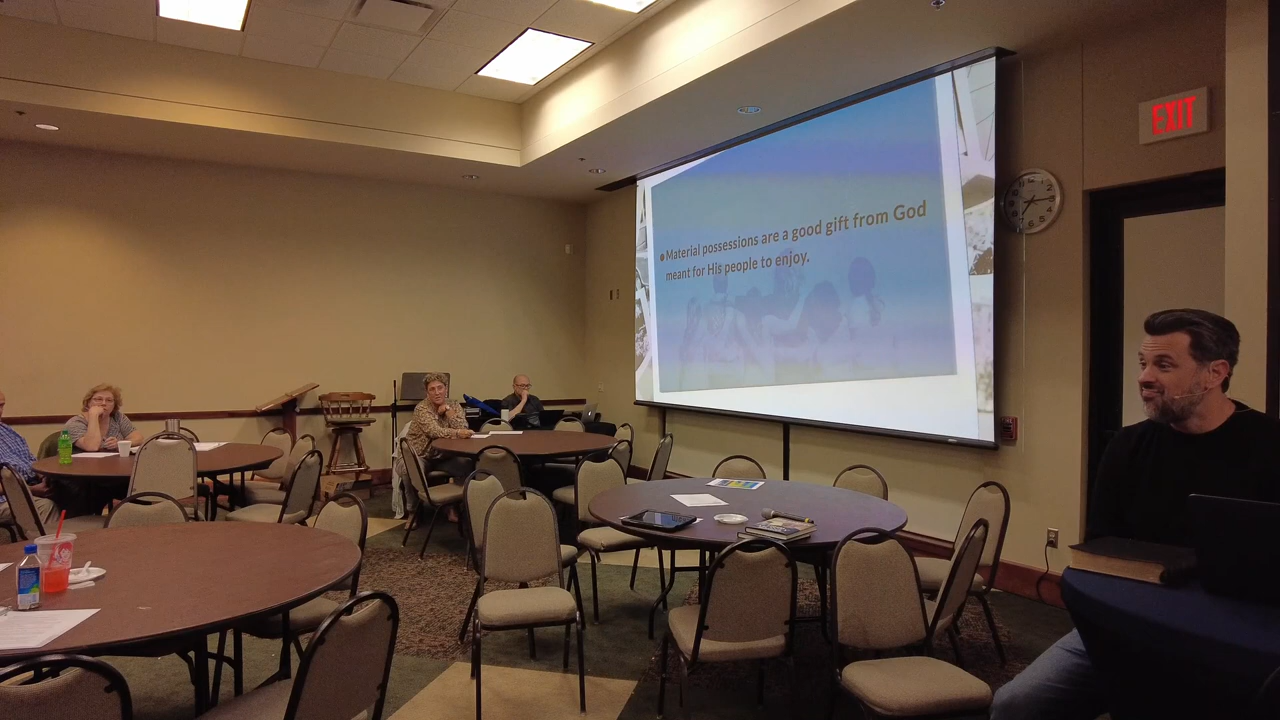 EXIT
●Material possessions are a good gift from God
meant for His people to enjoy.